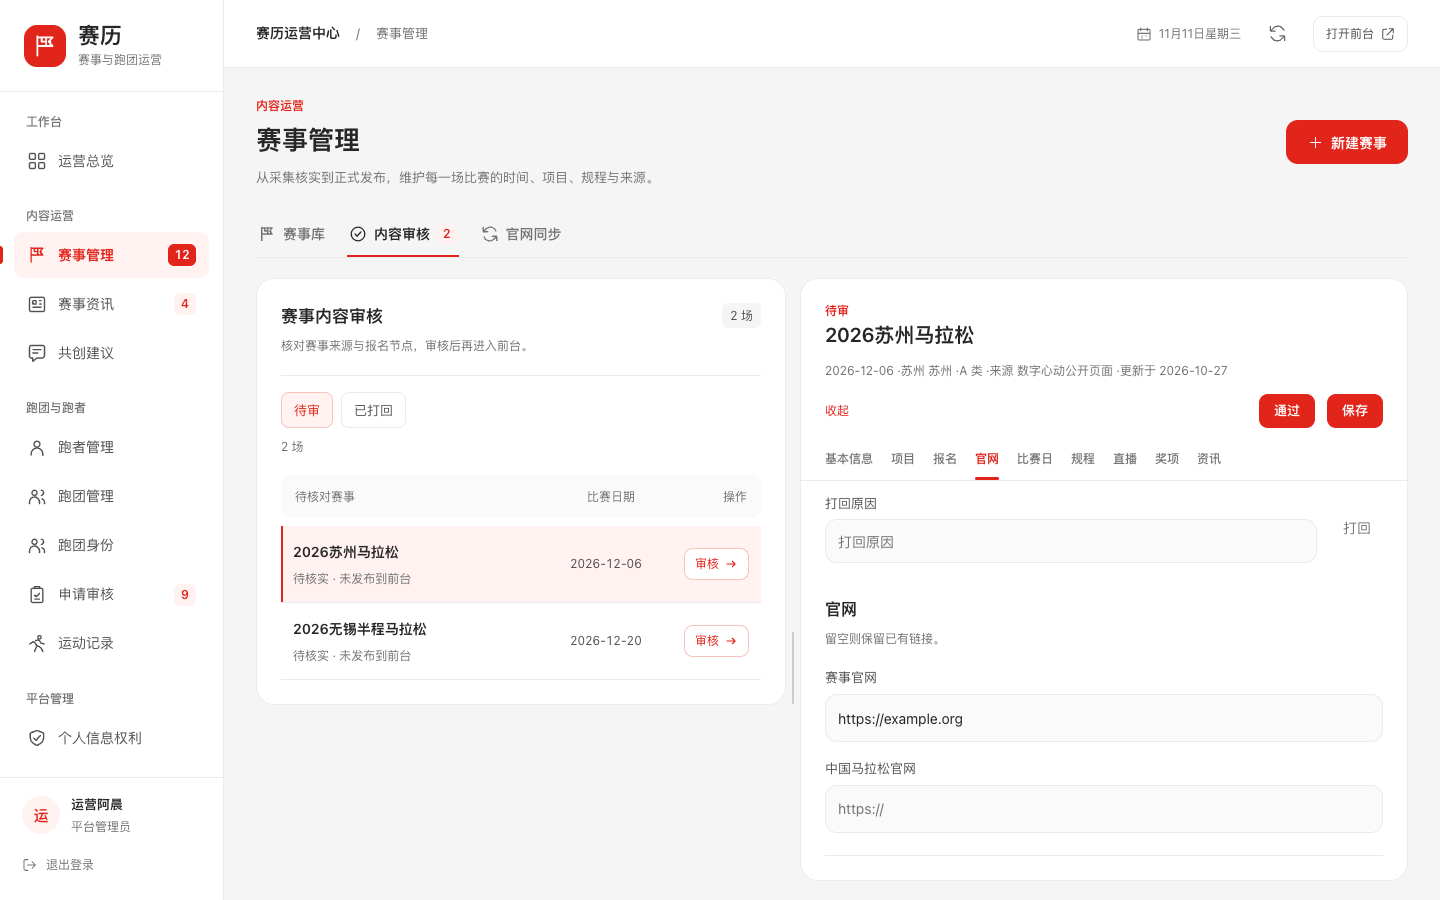 赛历
赛事与跑团运营
工作台
运营总览
内容运营
赛事管理 12
赛事资讯 4
共创建议
跑团与跑者
跑者管理
跑团管理
跑团身份
申请审核 9
运动记录
平台管理
个人信息权利
运 运营阿晨
平台管理员
退出登录
赛历运营中心 / 赛事管理
11月11日星期三
打开前台
内容运营
赛事管理
从采集核实到正式发布，维护每一场比赛的时间、项目、规程与来源。
新建赛事
赛事库 内容审核 2 官网同步
赛事内容审核 2 场
核对赛事来源与报名节点，审核后再进入前台。
待审 已打回
2 场
待核对赛事 比赛日期 操作
2026苏州马拉松
待核实 · 未发布到前台
2026-12-06 审核 →
2026无锡半程马拉松
待核实 · 未发布到前台
2026-12-20 审核 →
待审
2026苏州马拉松
2026-12-06 ·苏州 苏州 ·A 类 ·来源 数字心动公开页面 ·更新于 2026-10-27
收起 通过 保存
基本信息 项目 报名 官网 比赛日 规程 直播 奖项 资讯
打回原因
打回原因 打回
官网
留空则保留已有链接。
赛事官网
https://example.org
中国马拉松官网
https://